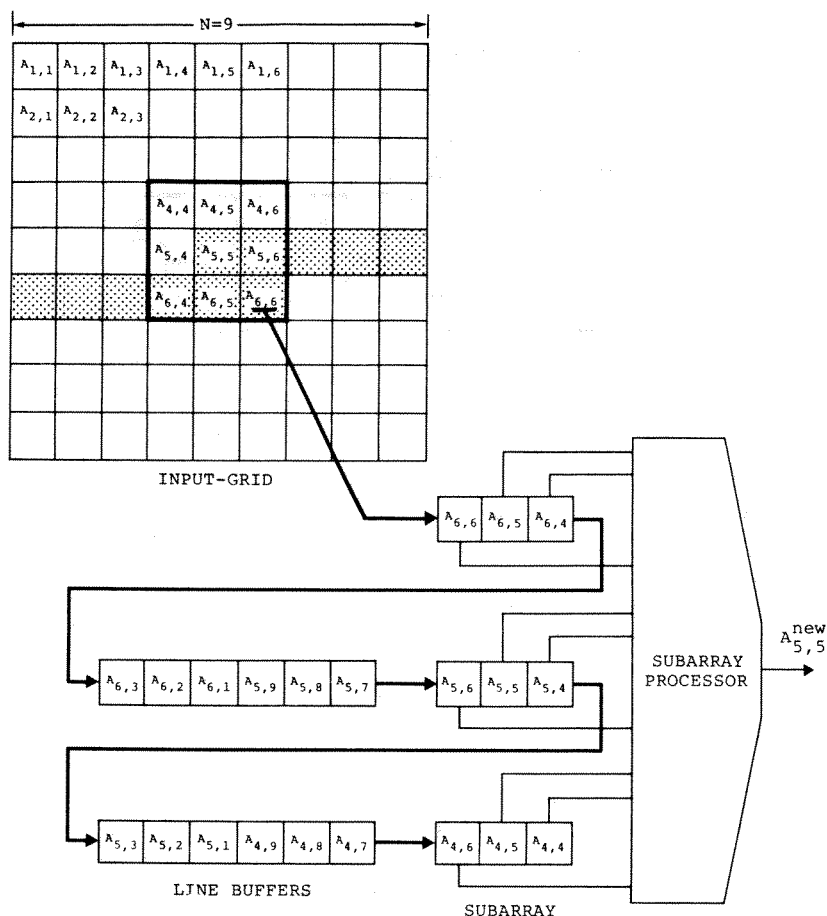 N=9
A1,1 A1,2 A1,3 A1,4 A1,5 A1,6
A2,1 A2,2 A2,3
A4,4 A4,5 A4,6
A5,4 A5,5 A5,6
A6,4 A6,5 A6,6
INPUT-GRID
A6,6 A6,5 A6,4
A6,3 A6,2 A6,1 A5,9 A5,8 A5,7
A5,6 A5,5 A5,4
SUBARRAY
PROCESSOR
A5,5 new
A5,3 A5,2 A5,1 A4,9 A4,8 A4,7
A4,6 A4,5 A4,4
LINE BUFFERS
SUBARRAY